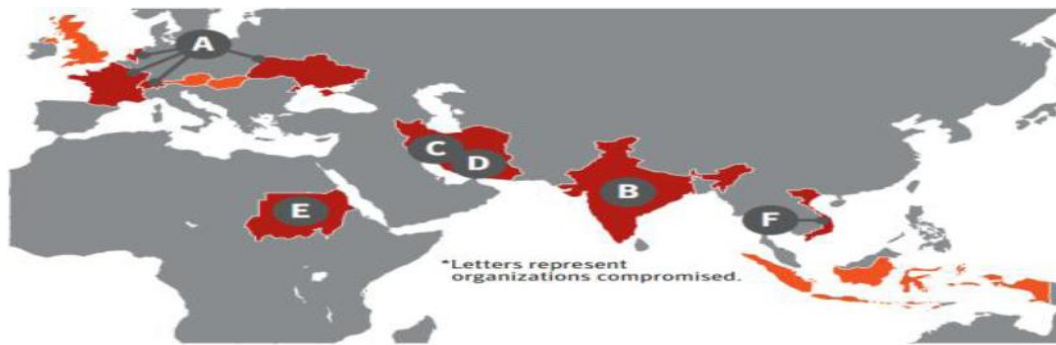 A
C
D
B
E
F
*Letters represent
organizations compromised.